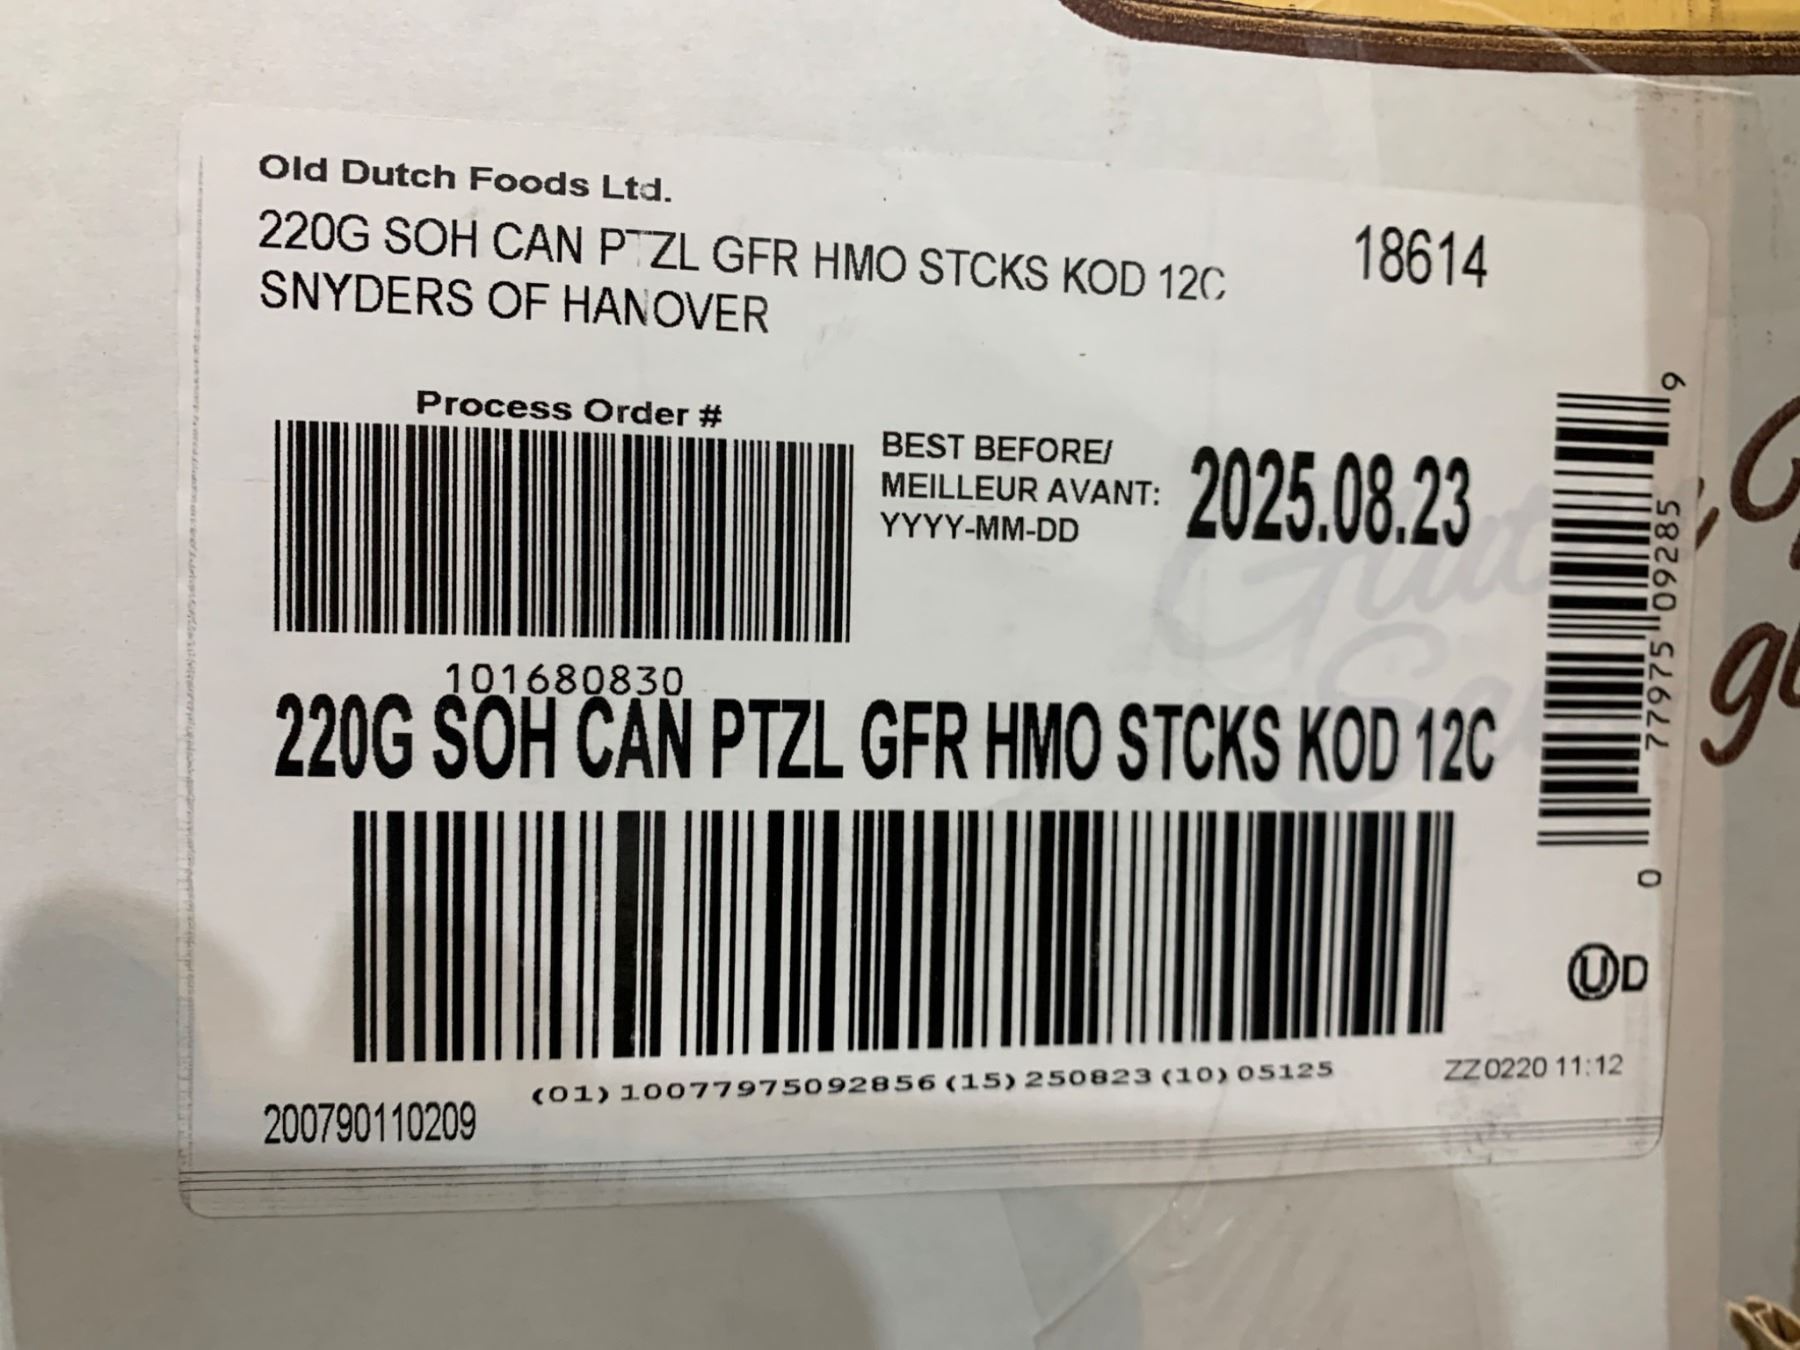 Old Dutch Foods Ltd.
220G SOH CAN PTZL GFR HMO STCKS KOD 12C
SNYDERS OF HANOVER
18614
Process Order #
101680830
BEST BEFORE/
MEILLEUR AVANT:
YYYY-MM-DD
2025.08.23
220G SOH CAN PTZL GFR HMO STCKS KOD 12C
(01)10077975092856(15)250823(10)05125
200790110209
ZZ0220 11:12
0 77975 09285 9
UD